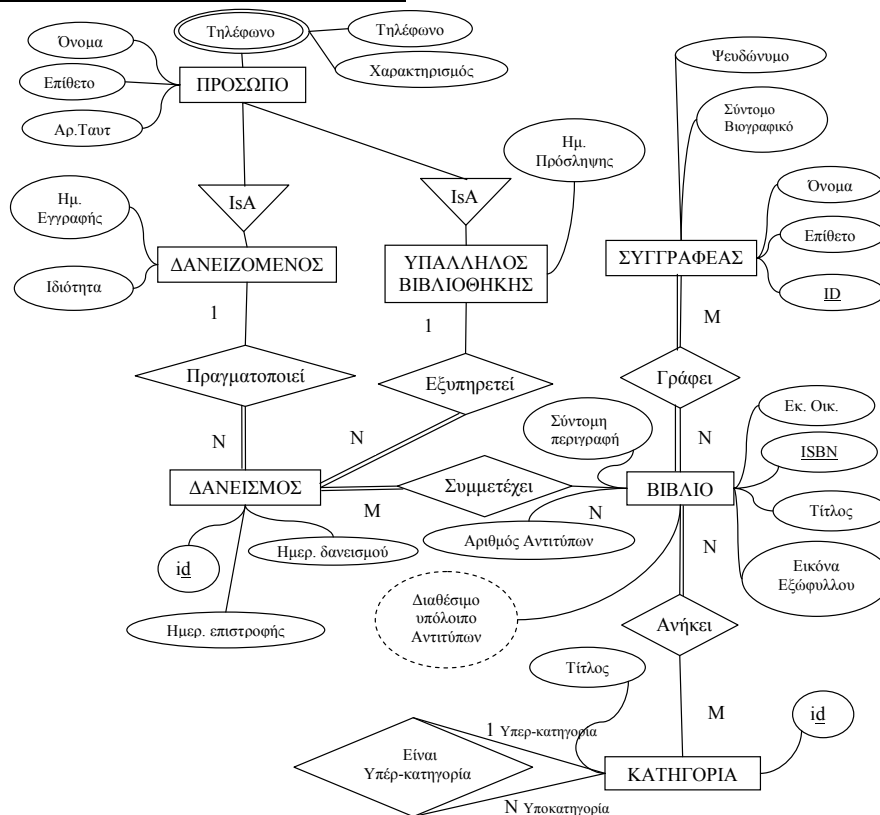 Τηλέφωνο
Τηλέφωνο
Χαρακτηρισμός
Όνομα
Επίθετο
Αρ.Ταυτ
ΠΡΟΣΩΠΟ
Ψευδώνυμο
Σύντομο
Βιογραφικό
Ημ.
Πρόσληψης
IsA
IsA
Ημ.
Εγγραφής
Ιδιότητα
ΔΑΝΕΙΖΟΜΕΝΟΣ
ΥΠΑΛΛΗΛΟΣ
ΒΙΒΛΙΟΘΗΚΗΣ
ΣΥΓΓΡΑΦΕΑΣ
Όνομα
Επίθετο
ID
1
1
M
Πραγματοποιεί
Εξυπηρετεί
Γράφει
N
N
N
Σύντομη
περιγραφή
Εκ. Οικ.
ISBN
Τίτλος
Εικόνα
Εξώφυλλου
ΔΑΝΕΙΣΜΟΣ
M
Συμμετέχει
N
ΒΙΒΛΙΟ
Αριθμός Αντιτύπων
N
id
Ημερ. δανεισμού
Ημερ. επιστροφής
Διαθέσιμο
υπόλοιπο
Αντιτύπων
Ανήκει
M
Τίτλος
id
1 Υπερ-κατηγορία
Είναι
Υπέρ-κατηγορία
ΚΑΤΗΓΟΡΙΑ
N Υποκατηγορία